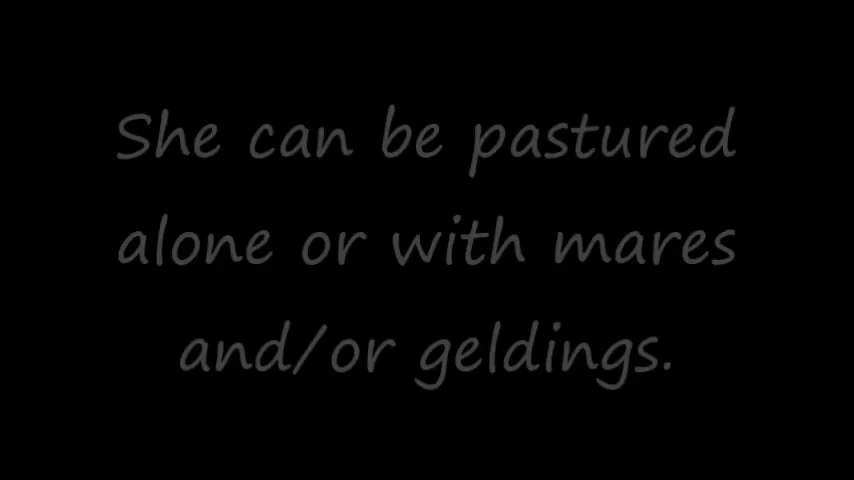 She can be pastured
alone or with mares
and/or geldings.